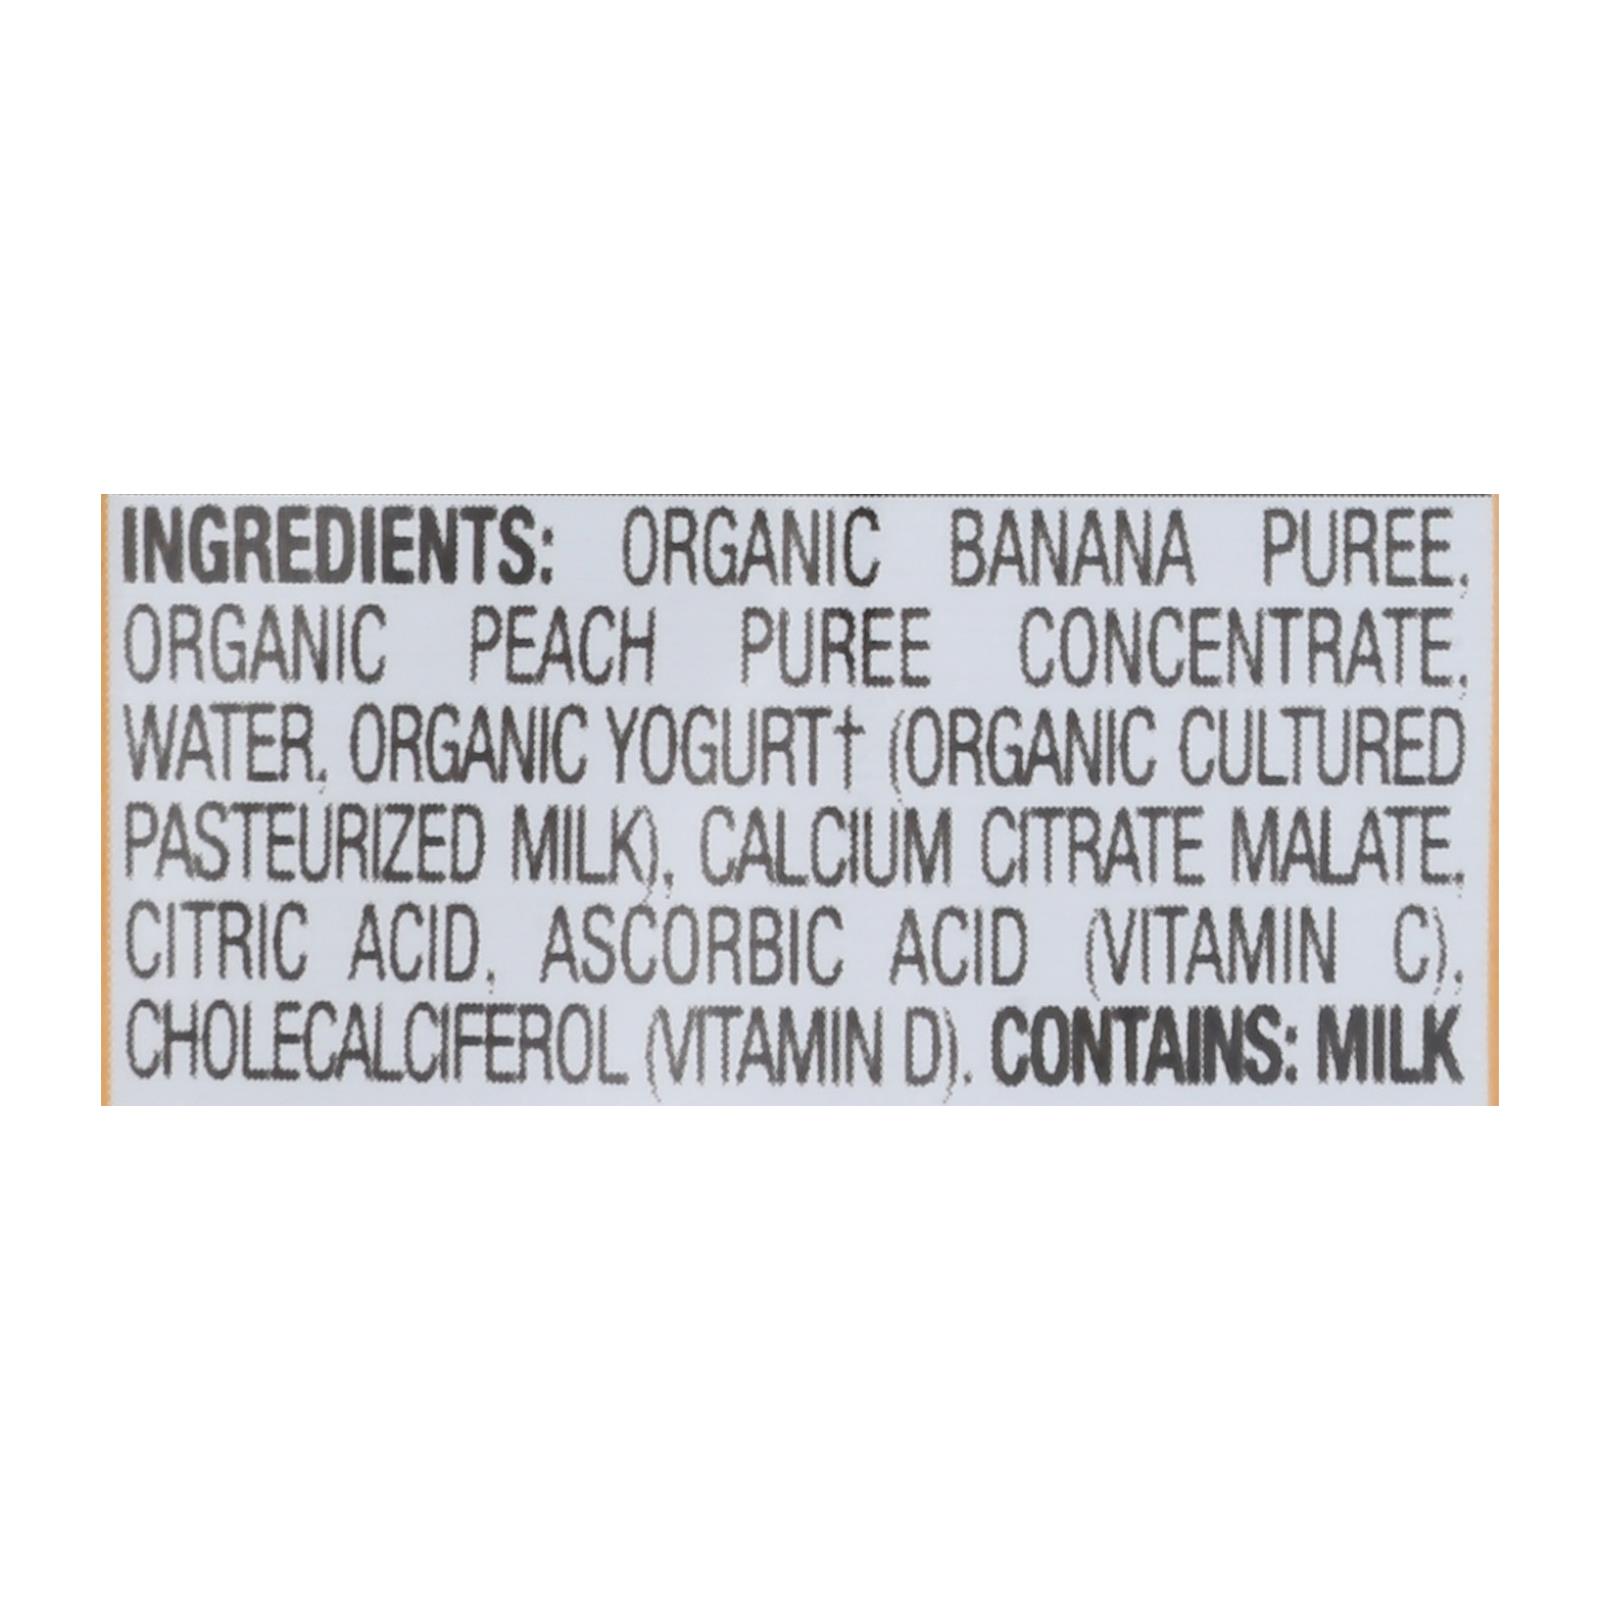 INGREDIENTS: ORGANIC BANANA PUREE,
ORGANIC PEACH PUREE CONCENTRATE,
WATER, ORGANIC YOGURT† (ORGANIC CULTURED
PASTEURIZED MILK), CALCIUM CITRATE MALATE,
CITRIC ACID, ASCORBIC ACID (VITAMIN C),
CHOLECALCIFEROL (VITAMIN D). CONTAINS: MILK